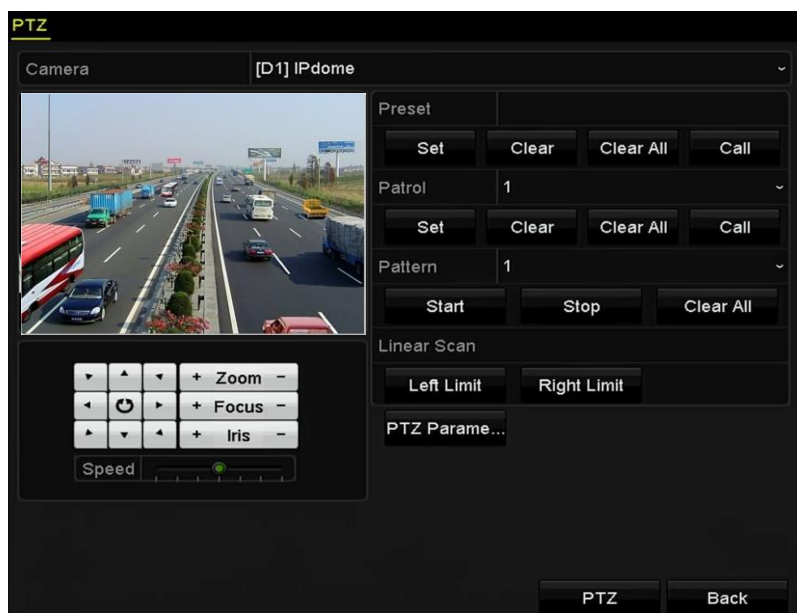 PTZ
Camera [D1] IPdome
Preset
Set Clear Clear All Call
Patrol 1
Set Clear Clear All Call
Pattern 1
Start Stop Clear All
Linear Scan
Left Limit Right Limit
PTZ Parame...
+ Zoom -
+ Focus -
+ Iris -
Speed
PTZ Back